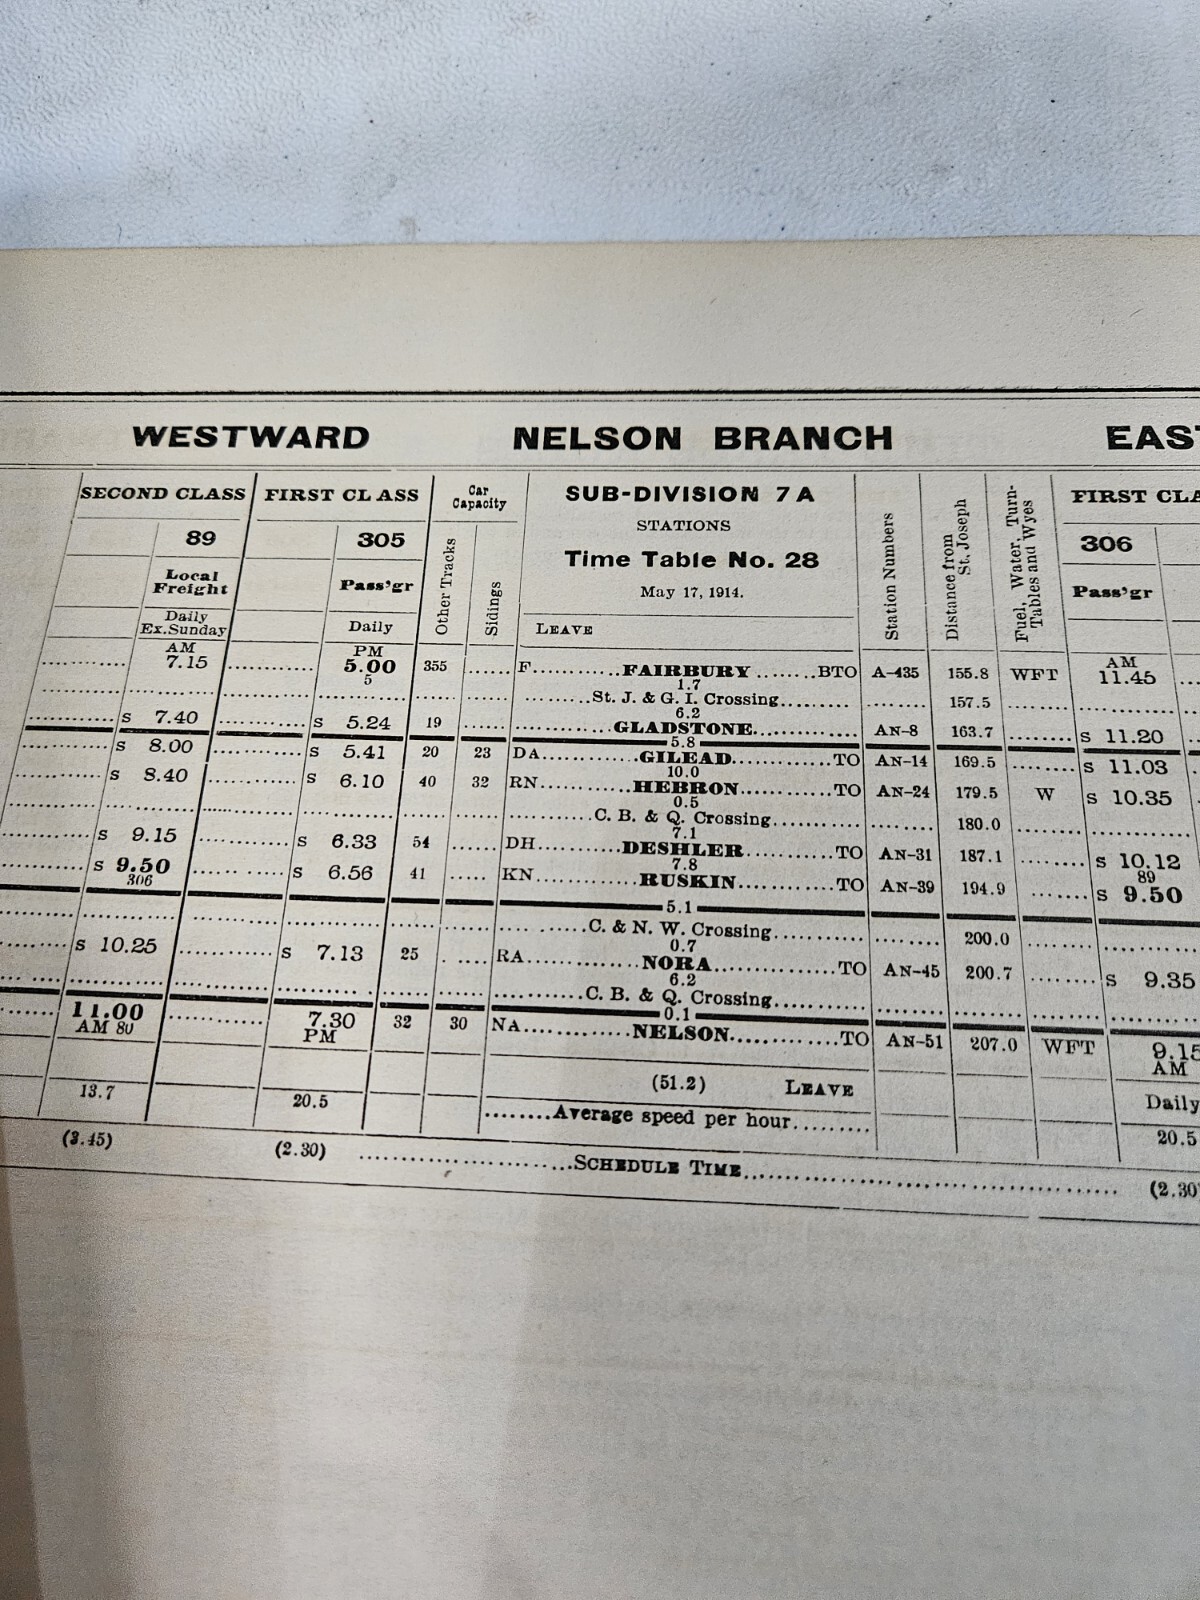 WESTWARD NELSON BRANCH EAST
SECOND CLASS FIRST CLASS Car Capacity SUB-DIVISION 7 A Station Numbers Distance from St. Joseph Fuel, Water, Turn-Tables and Wyes FIRST CLA
89 305 Other Tracks Sidings STATIONS 306
Local Freight Pass'gr Time Table No. 28 Pass'gr
May 17, 1914.
Daily Ex.Sunday Daily LEAVE
AM PM AM
7.15 5.00 355 F FAIRBURY BTO A-435 155.8 WFT 11.45
5 1.7
St. J. & G. I. Crossing 157.5
6.2
s 7.40 s 5.24 19 GLADSTONE AN-8 163.7 s 11.20
5.8
s 8.00 s 5.41 20 23 DA GILEAD TO AN-14 169.5 s 11.03
10.0
s 8.40 s 6.10 40 32 RN HEBRON TO AN-24 179.5 W s 10.35
0.5
C. B. & Q. Crossing 180.0
7.1
s 9.15 s 6.33 54 DH DESHLER TO AN-31 187.1 s 10.12
7.8 89
s 9.50 s 6.56 41 KN RUSKIN TO AN-39 194.9 s 9.50
306 5.1
C. & N. W. Crossing 200.0
0.7
s 10.25 s 7.13 25 RA NORA TO AN-45 200.7 s 9.35
6.2
C. B. & Q. Crossing
0.1
11.00 7.30 32 30 NA NELSON TO AN-51 207.0 WFT 9.15
AM PM AM
(51.2) LEAVE Daily
13.7 20.5 Average speed per hour 20.5
(3.45) (2.30) SCHEDULE TIME (2.30